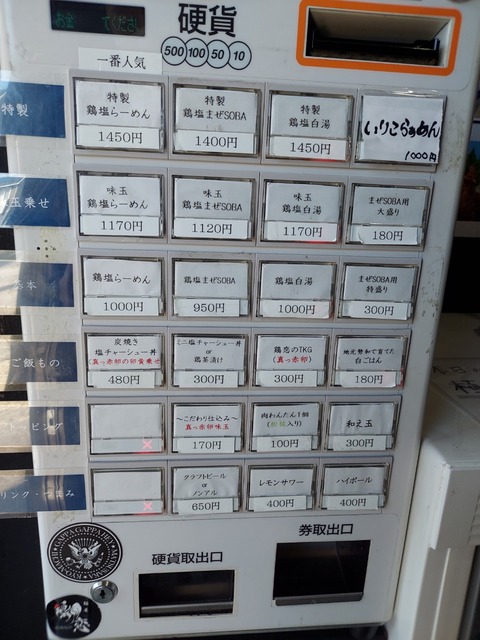 硬貨
500 100 50 10
一番人気
特製
特製
鶏塩らーめん
1450円
特製
鶏塩まぜSOBA
1400円
特製
鶏塩白湯
1450円
いりこらぁめん
1000円
玉乗せ
味玉
鶏塩らーめん
1170円
味玉
鶏塩まぜSOBA
1120円
味玉
鶏塩白湯
1170円
まぜSOBA用
大盛り
180円
鶏塩らーめん
1000円
鶏塩まぜSOBA
950円
鶏塩白湯
1000円
まぜSOBA用
特盛り
300円
ご飯もの
炭焼き
塩チャーシュー丼
(真っ赤卵の卵黄乗せ)
480円
ミニ塩チャーシュー丼
or
鶏茶漬け
300円
鶏恋のTKG
(真っ赤卵)
300円
白ごはん
180円
トッピング
～こだわり仕込み～
真っ赤卵味玉
170円
肉わんたん1個
100円
和え玉
300円
リンク・つまみ
クラフトビール
or
ノンアル
650円
レモンサワー
400円
ハイボール
400円
硬貨取出口
券取出口